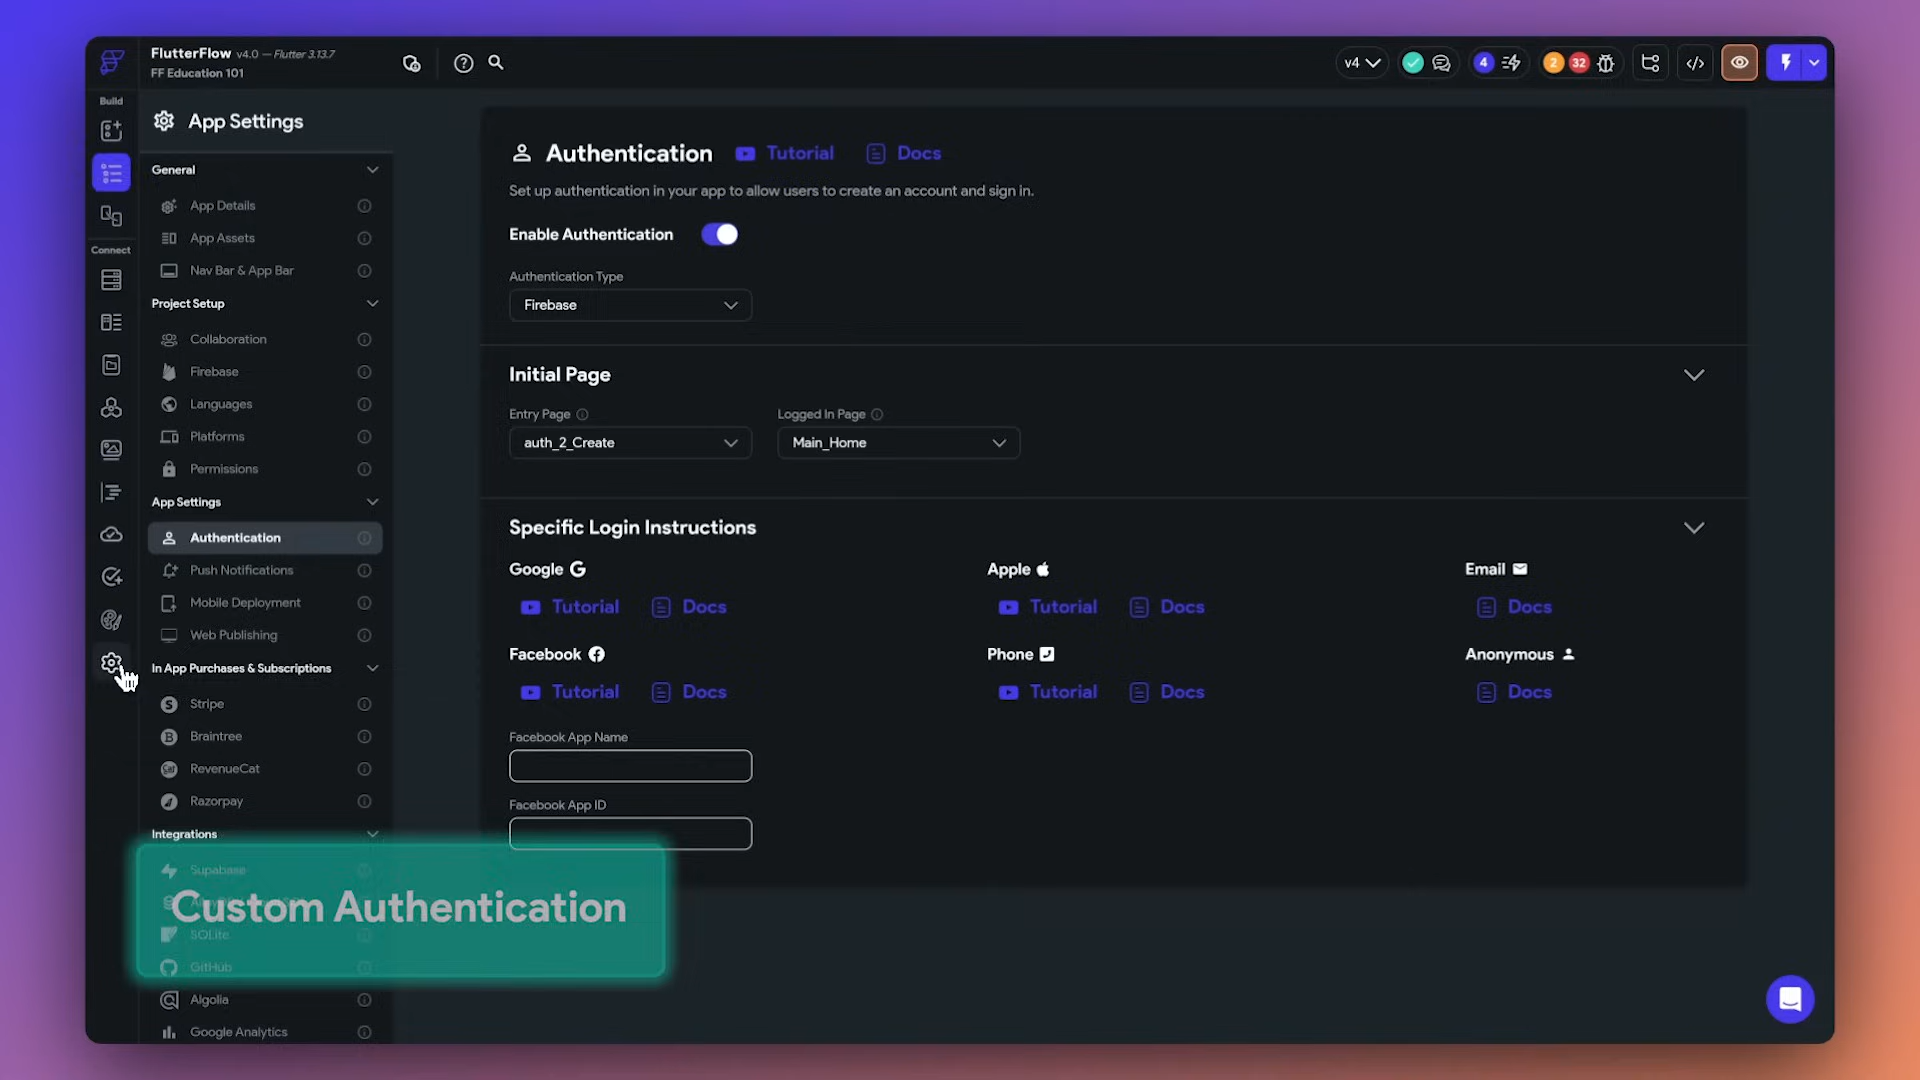 FlutterFlow v4.0 — Flutter 3.13.7
FF Education 101
v4
4
2
32
Build
Connect
App Settings
General
App Details
App Assets
Nav Bar & App Bar
Project Setup
Collaboration
Firebase
Languages
Platforms
Permissions
App Settings
Authentication
Push Notifications
Mobile Deployment
Web Publishing
In App Purchases & Subscriptions
Stripe
Braintree
RevenueCat
Razorpay
Integrations
Supabase
SQLite
GitHub
Algolia
Google Analytics
Authentication Tutorial Docs
Set up authentication in your app to allow users to create an account and sign in.
Enable Authentication
Authentication Type
Firebase
Initial Page
Entry Page
auth_2_Create
Logged In Page
Main_Home
Specific Login Instructions
Google
Tutorial Docs
Apple
Tutorial Docs
Email
Docs
Facebook
Tutorial Docs
Phone
Tutorial Docs
Anonymous
Docs
Facebook App Name
Facebook App ID
Custom Authentication